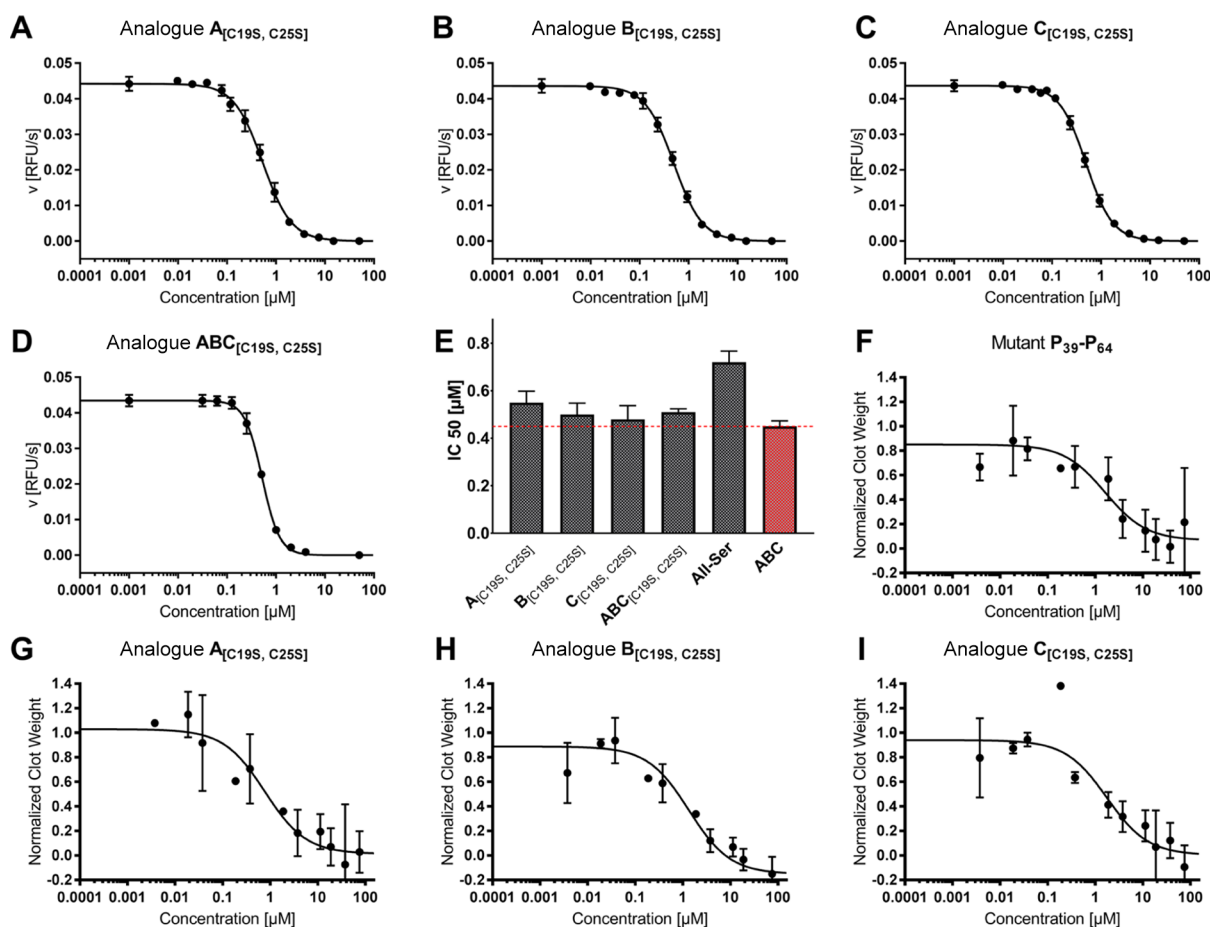 A
Analogue A[C19S, C25S]
v [RFU/s]
0.05
0.04
0.03
0.02
0.01
0.00
0.0001 0.001 0.01 0.1 1 10 100
Concentration [µM]
B
Analogue B[C19S, C25S]
v [RFU/s]
0.05
0.04
0.03
0.02
0.01
0.00
0.0001 0.001 0.01 0.1 1 10 100
Concentration [µM]
C
Analogue C[C19S, C25S]
v [RFU/s]
0.05
0.04
0.03
0.02
0.01
0.00
0.0001 0.001 0.01 0.1 1 10 100
Concentration [µM]
D
Analogue ABC[C19S, C25S]
v [RFU/s]
0.05
0.04
0.03
0.02
0.01
0.00
0.0001 0.001 0.01 0.1 1 10 100
Concentration [µM]
E
IC 50 [µM]
0.8
0.6
0.4
0.2
0.0
A[C19S, C25S]
B[C19S, C25S]
C[C19S, C25S]
ABC[C19S, C25S]
All-Ser
ABC
F
Mutant P39-P64
Normalized Clot Weight
1.4
1.2
1.0
0.8
0.6
0.4
0.2
0.0
-0.2
0.0001 0.001 0.01 0.1 1 10 100
Concentration [µM]
G
Analogue A[C19S, C25S]
Normalized Clot Weight
1.4
1.2
1.0
0.8
0.6
0.4
0.2
0.0
-0.2
0.0001 0.001 0.01 0.1 1 10 100
Concentration [µM]
H
Analogue B[C19S, C25S]
Normalized Clot Weight
1.4
1.2
1.0
0.8
0.6
0.4
0.2
0.0
-0.2
0.0001 0.001 0.01 0.1 1 10 100
Concentration [µM]
I
Analogue C[C19S, C25S]
Normalized Clot Weight
1.4
1.2
1.0
0.8
0.6
0.4
0.2
0.0
-0.2
0.0001 0.001 0.01 0.1 1 10 100
Concentration [µM]